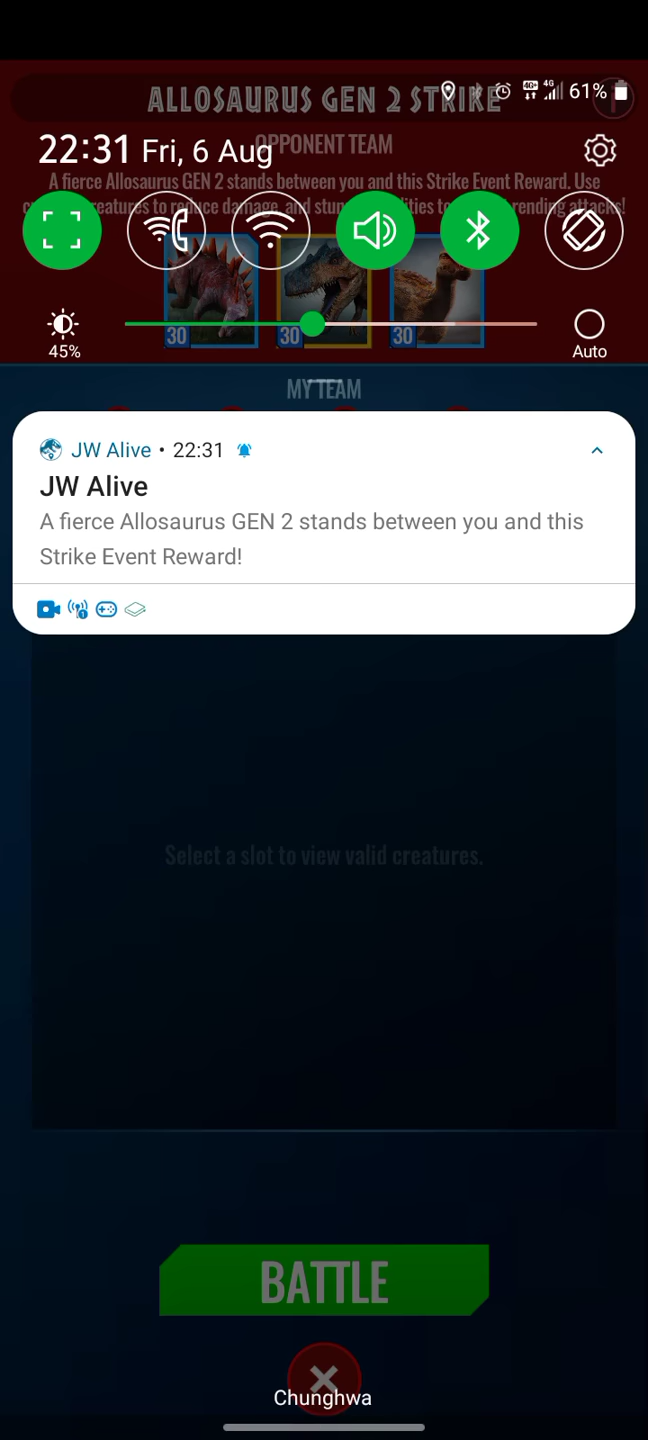 ALLOSAURUS GEN 2 STRIKE
4G+ 4G 61%
22:31 Fri, 6 Aug
OPPONENT TEAM
A fierce Allosaurus GEN 2 stands between you and this Strike Event Reward. Use
creatures to reduce damage, and stun rending attacks!
30 30 30
45%
Auto
MY TEAM
JW Alive • 22:31
JW Alive
A fierce Allosaurus GEN 2 stands between you and this
Strike Event Reward!
Select a slot to view valid creatures.
BATTLE
Chunghwa